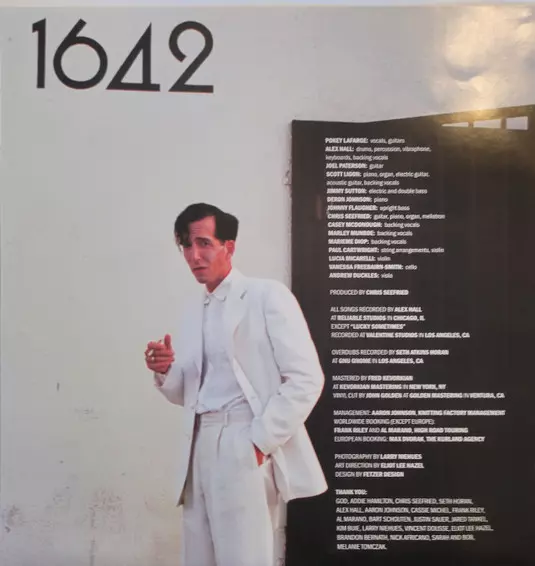 1642
POKEY LAFARGE: vocals, guitars
ALEX HALL: drums, percussion, vibraphone,
keyboards, backing vocals
JOEL PATERSON: guitar
SCOTT LIGON: piano, organ, electric guitar,
acoustic guitar, backing vocals
JIMMY SUTTON: electric and double bass
DERON JOHNSON: piano
JOHNNY FLAUGHER: upright bass
CHRIS SEEFRIED: guitar, piano, organ, mellotron
CASEY MCDONOUGH: backing vocals
MARLEY MUNROE: backing vocals
MARIEME DIOP: backing vocals
PAUL CARTWRIGHT: string arrangements, violin
LUCIA MICARELLI: violin
VANESSA FREEBAIRN-SMITH: cello
ANDREW DUCKLES: viola
PRODUCED BY CHRIS SEEFRIED
ALL SONGS RECORDED BY ALEX HALL
AT RELIABLE STUDIOS IN CHICAGO, IL
EXCEPT "LUCKY SOMETIMES"
RECORDED AT VALENTINE STUDIOS IN LOS ANGELES, CA
OVERDUBS RECORDED BY SETH ATKINS HORAN
AT GNU GNOME IN LOS ANGELES, CA
MASTERED BY FRED KEVORKIAN
AT KEVORKIAN MASTERING IN NEW YORK, NY
VINYL CUT BY JOHN GOLDEN AT GOLDEN MASTERING IN VENTURA, CA
MANAGEMENT: AARON JOHNSON, KNITTING FACTORY MANAGEMENT
WORLDWIDE BOOKING (EXCEPT EUROPE):
FRANK RILEY AND AL MARANO, HIGH ROAD TOURING
EUROPEAN BOOKING: MAX DVORAK, THE KURLAND AGENCY
PHOTOGRAPHY BY LARRY NIEHUES
ART DIRECTION BY ELIOT LEE HAZEL
DESIGN BY FETZER DESIGN
THANK YOU:
GOD, ADDIE HAMILTON, CHRIS SEEFRIED, SETH HORAN,
ALEX HALL, AARON JOHNSON, CASSIE MICHEL, FRANK RILEY,
AL MARANO, BART SCHOUTEN, JUSTIN SAUER, JARED
KIM BUIE, LARRY NIEHUES, VINCENT DOUSSE, ELIOT LEE HAZEL,
BRANDON BERNATH, NICK AFRICANO, SARAH AND
MELANIE TOMCZAK.